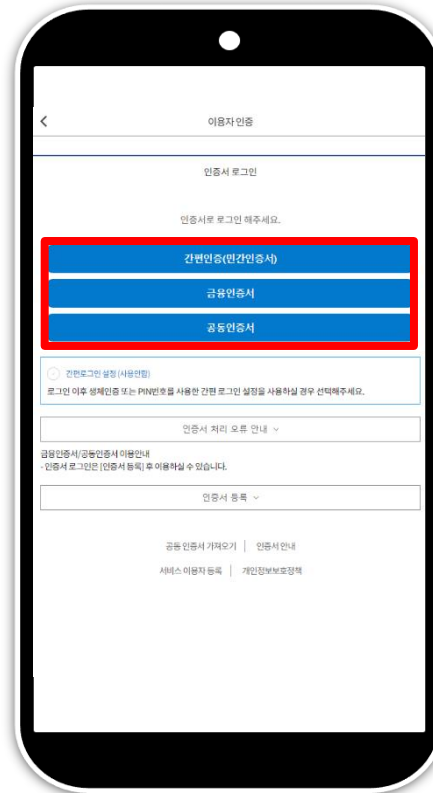 이용자 인증
인증서 로그인
인증서로 로그인 해주세요.
간편인증(민간인증서)
금융인증서
공동인증서
간편로그인 설정 (사용안함)
로그인 이후 생체인증 또는 PIN번호를 사용한 간편 로그인 설정을 사용하실 경우 선택해주세요.
인증서 처리 오류 안내
금융인증서/공동인증서 이용안내
- 인증서 로그인은 [인증서 등록] 후 이용하실 수 있습니다.
인증서 등록
공동 인증서 가져오기 | 인증서 안내
서비스 이용자 등록 | 개인정보보호정책